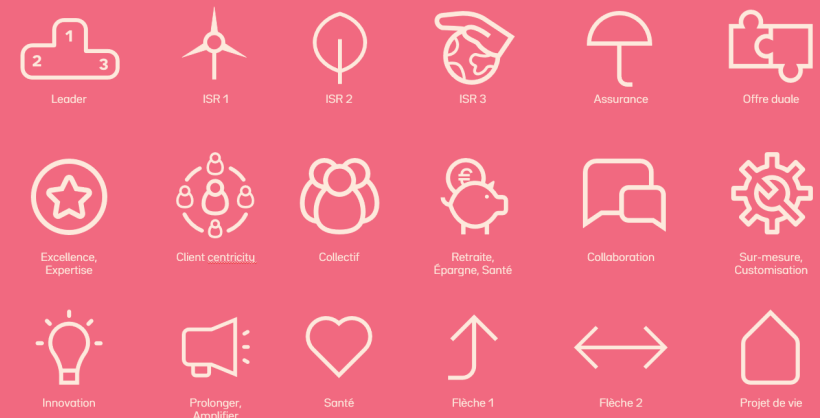 1
2
3
Leader
ISR 1
ISR 2
ISR 3
Assurance
Offre duale
€
Excellence,
Expertise
Client centricity
Collectif
Retraite,
Épargne, Santé
Collaboration
Sur-mesure,
Customisation
Innovation
Prolonger,
Amplifier
Santé
Flèche 1
Flèche 2
Projet de vie